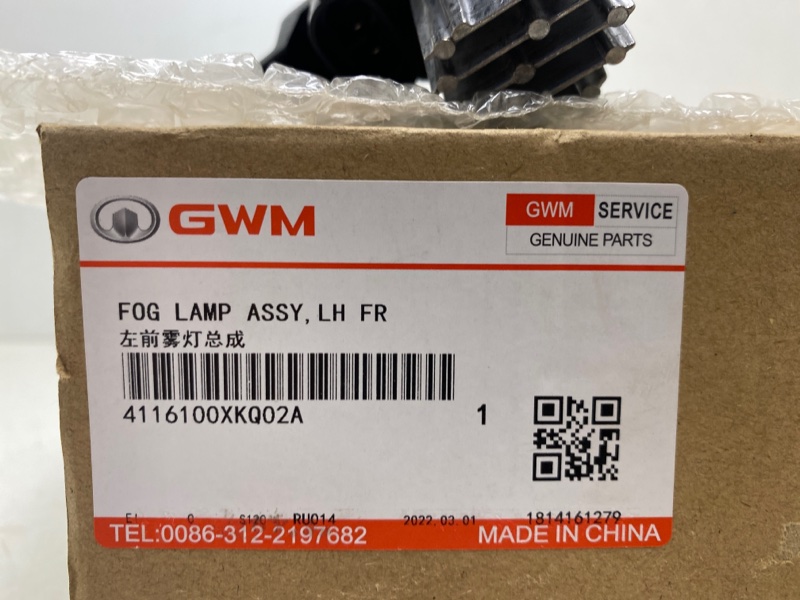 GWM
GWM SERVICE
GENUINE PARTS
FOG LAMP ASSY,LH FR
左前雾灯总成
4116100XKQ02A 1
S120 RU014 2022.03.01 1814161279
TEL:0086-312-2197682 MADE IN CHINA